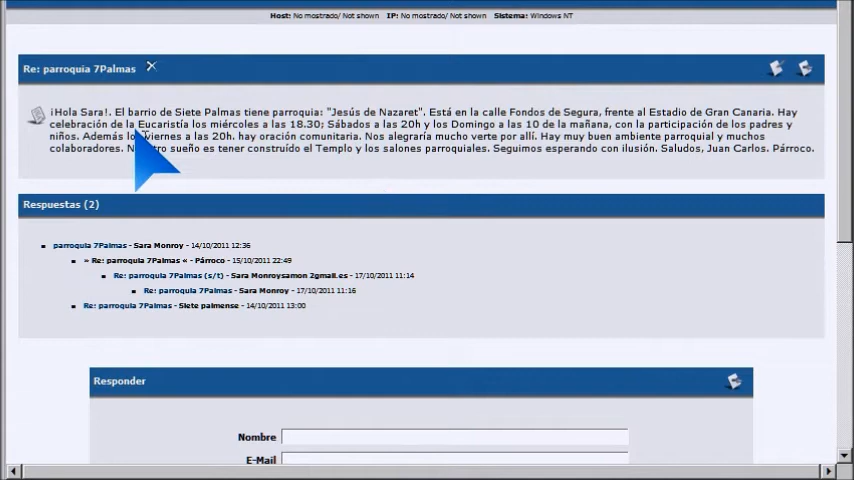 Host: No mostrado/ Not shown IP: No mostrado/ Not shown Sistema: Windows NT
Re: parroquia 7Palmas
¡Hola Sara!. El barrio de Siete Palmas tiene parroquia: "Jesús de Nazaret". Está en la calle Fondos de Segura, frente al Estadio de Gran Canaria. Hay
celebración de la Eucaristía los miércoles a las 18.30; Sábados a las 20h y los Domingo a las 10 de la mañana, con la participación de los padres y
niños. Además viernes a las 20h. hay oración comunitaria. Nos alegraría mucho verte por allí. Hay muy buen ambiente parroquial y muchos
colaboradores. sueño es tener construído el Templo y los salones parroquiales. Seguimos esperando con ilusión. Saludos, Juan Carlos. Párroco.
Respuestas (2)
parroquia 7Palmas - Sara Monroy - 14/10/2011 12:36
» Re: parroquia 7Palmas « - Párroco - 15/10/2011 22:49
Re: parroquia 7Palmas (s/t) - Sara Monroysamon 2gmail.es - 17/10/2011 11:14
Re: parroquia 7Palmas - Sara Monroy - 17/10/2011 11:16
Re: parroquia 7Palmas - Siete palmense - 14/10/2011 13:00
Responder
Nombre
E-Mail